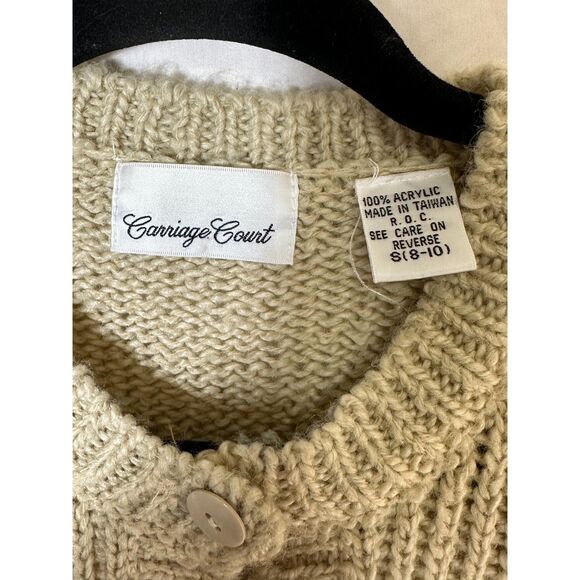 Carriage Court
100% ACRYLIC
MADE IN TAIWAN
R. O. C.
SEE CARE ON
REVERSE
S(8-10)